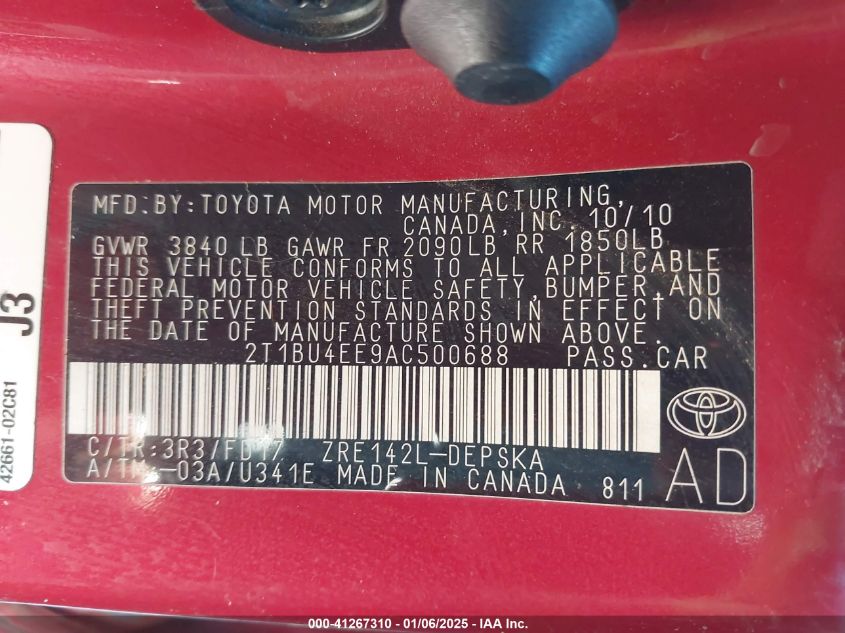 MFD.BY:TOYOTA MOTOR MANUFACTURING,
CANADA,INC. 10/10
GVWR 3840 LB GAWR FR 2090LB RR 1850LB
THIS VEHICLE CONFORMS TO ALL APPLICABLE
FEDERAL MOTOR VEHICLE SAFETY,BUMPER,AND
THEFT PREVENTION STANDARDS IN EFFECT ON
THE DATE OF MANUFACTURE SHOWN ABOVE.
2T1BU4EE9AC500688 PASS.CAR
C/TR:3R3/FD17 ZRE142L-DEPSKA
A/TM:-03A/U341E MADE IN CANADA 811
AD
J3
42661-02C81
000-41267310 / 01/06/2025 - IAA Inc.